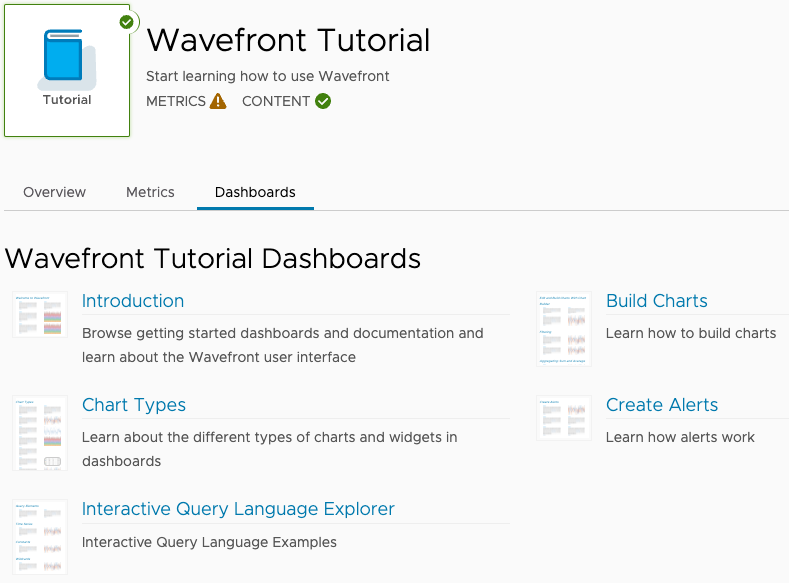 Tutorial
Wavefront Tutorial
Start learning how to use Wavefront
METRICS CONTENT
Overview Metrics Dashboards
Wavefront Tutorial Dashboards
Introduction
Browse getting started dashboards and documentation and
learn about the Wavefront user interface
Build Charts
Learn how to build charts
Chart Types
Learn about the different types of charts and widgets in
dashboards
Create Alerts
Learn how alerts work
Interactive Query Language Explorer
Interactive Query Language Examples